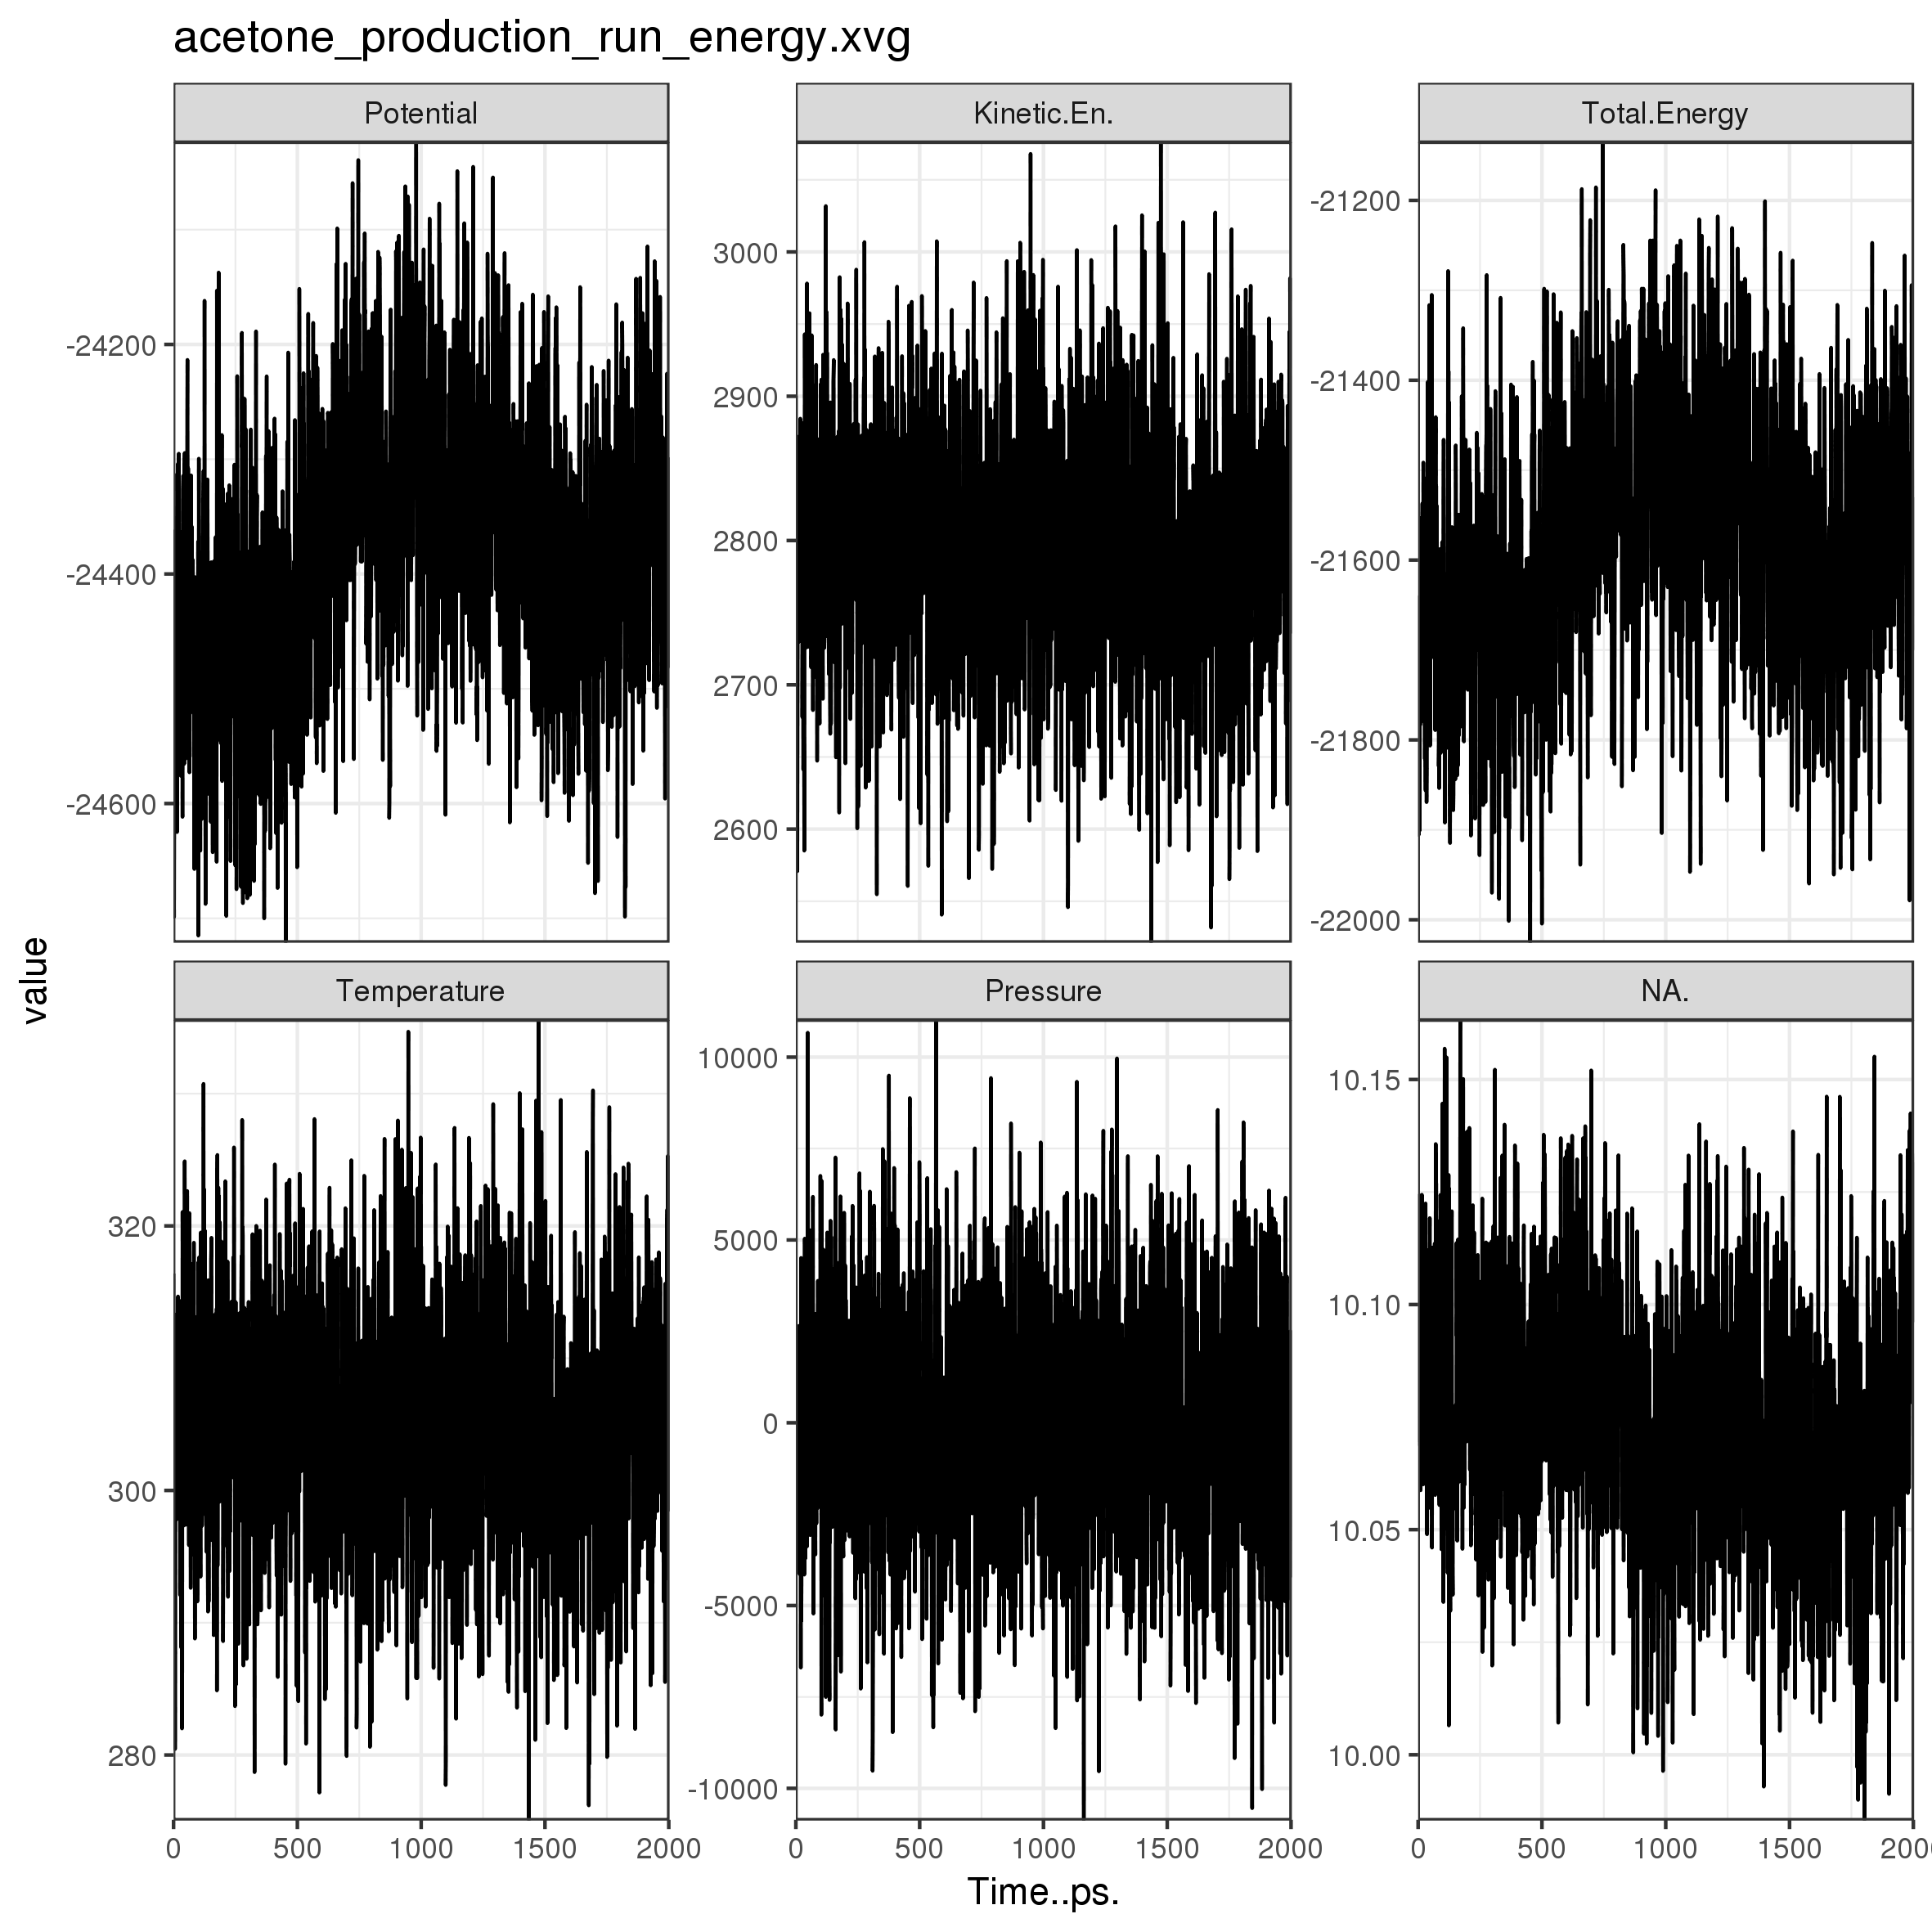 acetone_production_run_energy.xvg
Potential
Kinetic.En.
Total.Energy
-24200
-24400
-24600
3000
2900
2800
2700
2600
-21200
-21400
-21600
-21800
-22000
value
Temperature
Pressure
NA.
320
300
280
10000
5000
0
-5000
-10000
10.15
10.10
10.05
10.00
0 500 1000 1500 2000
0 500 1000 1500 2000
0 500 1000 1500 200
Time..ps.